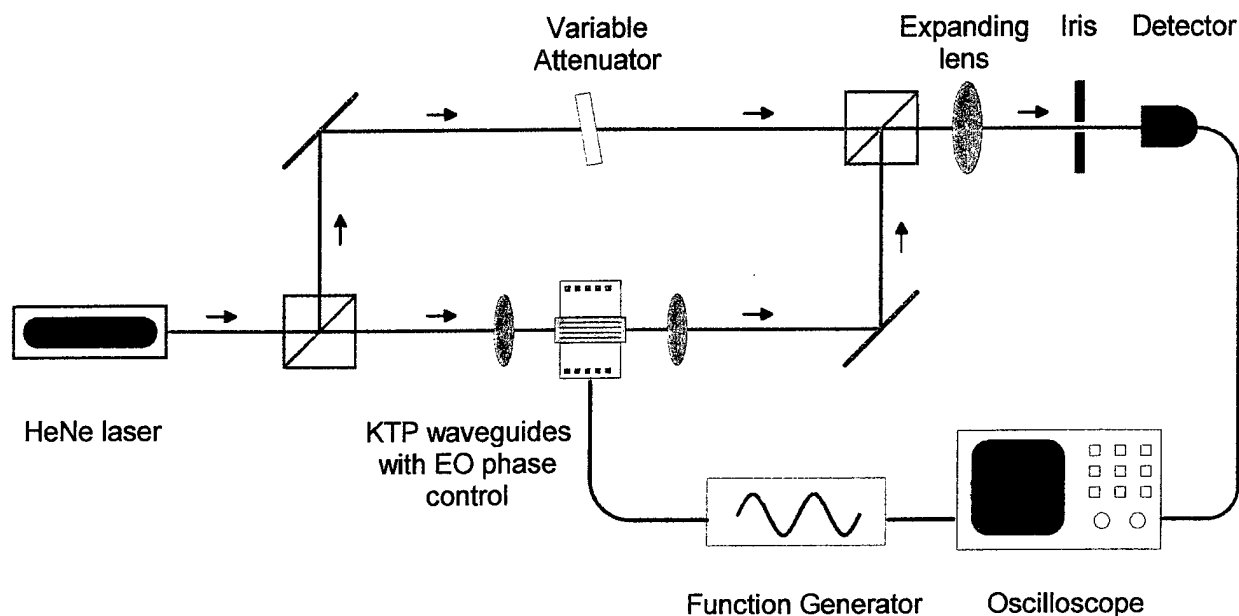 Variable
Attenuator
Expanding
lens
Iris
Detector
HeNe laser
KTP waveguides
with EO phase
control
Function Generator
Oscilloscope